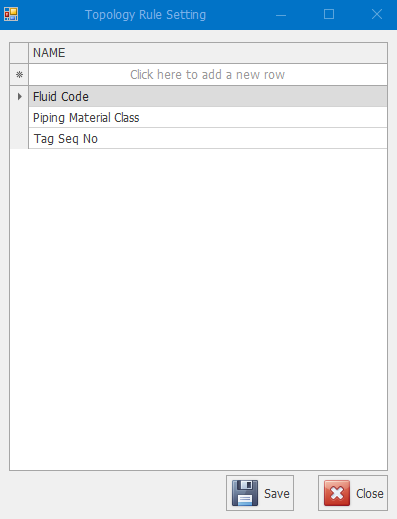 Topology Rule Setting
NAME
Click here to add a new row
Fluid Code
Piping Material Class
Tag Seq No
Save
Close